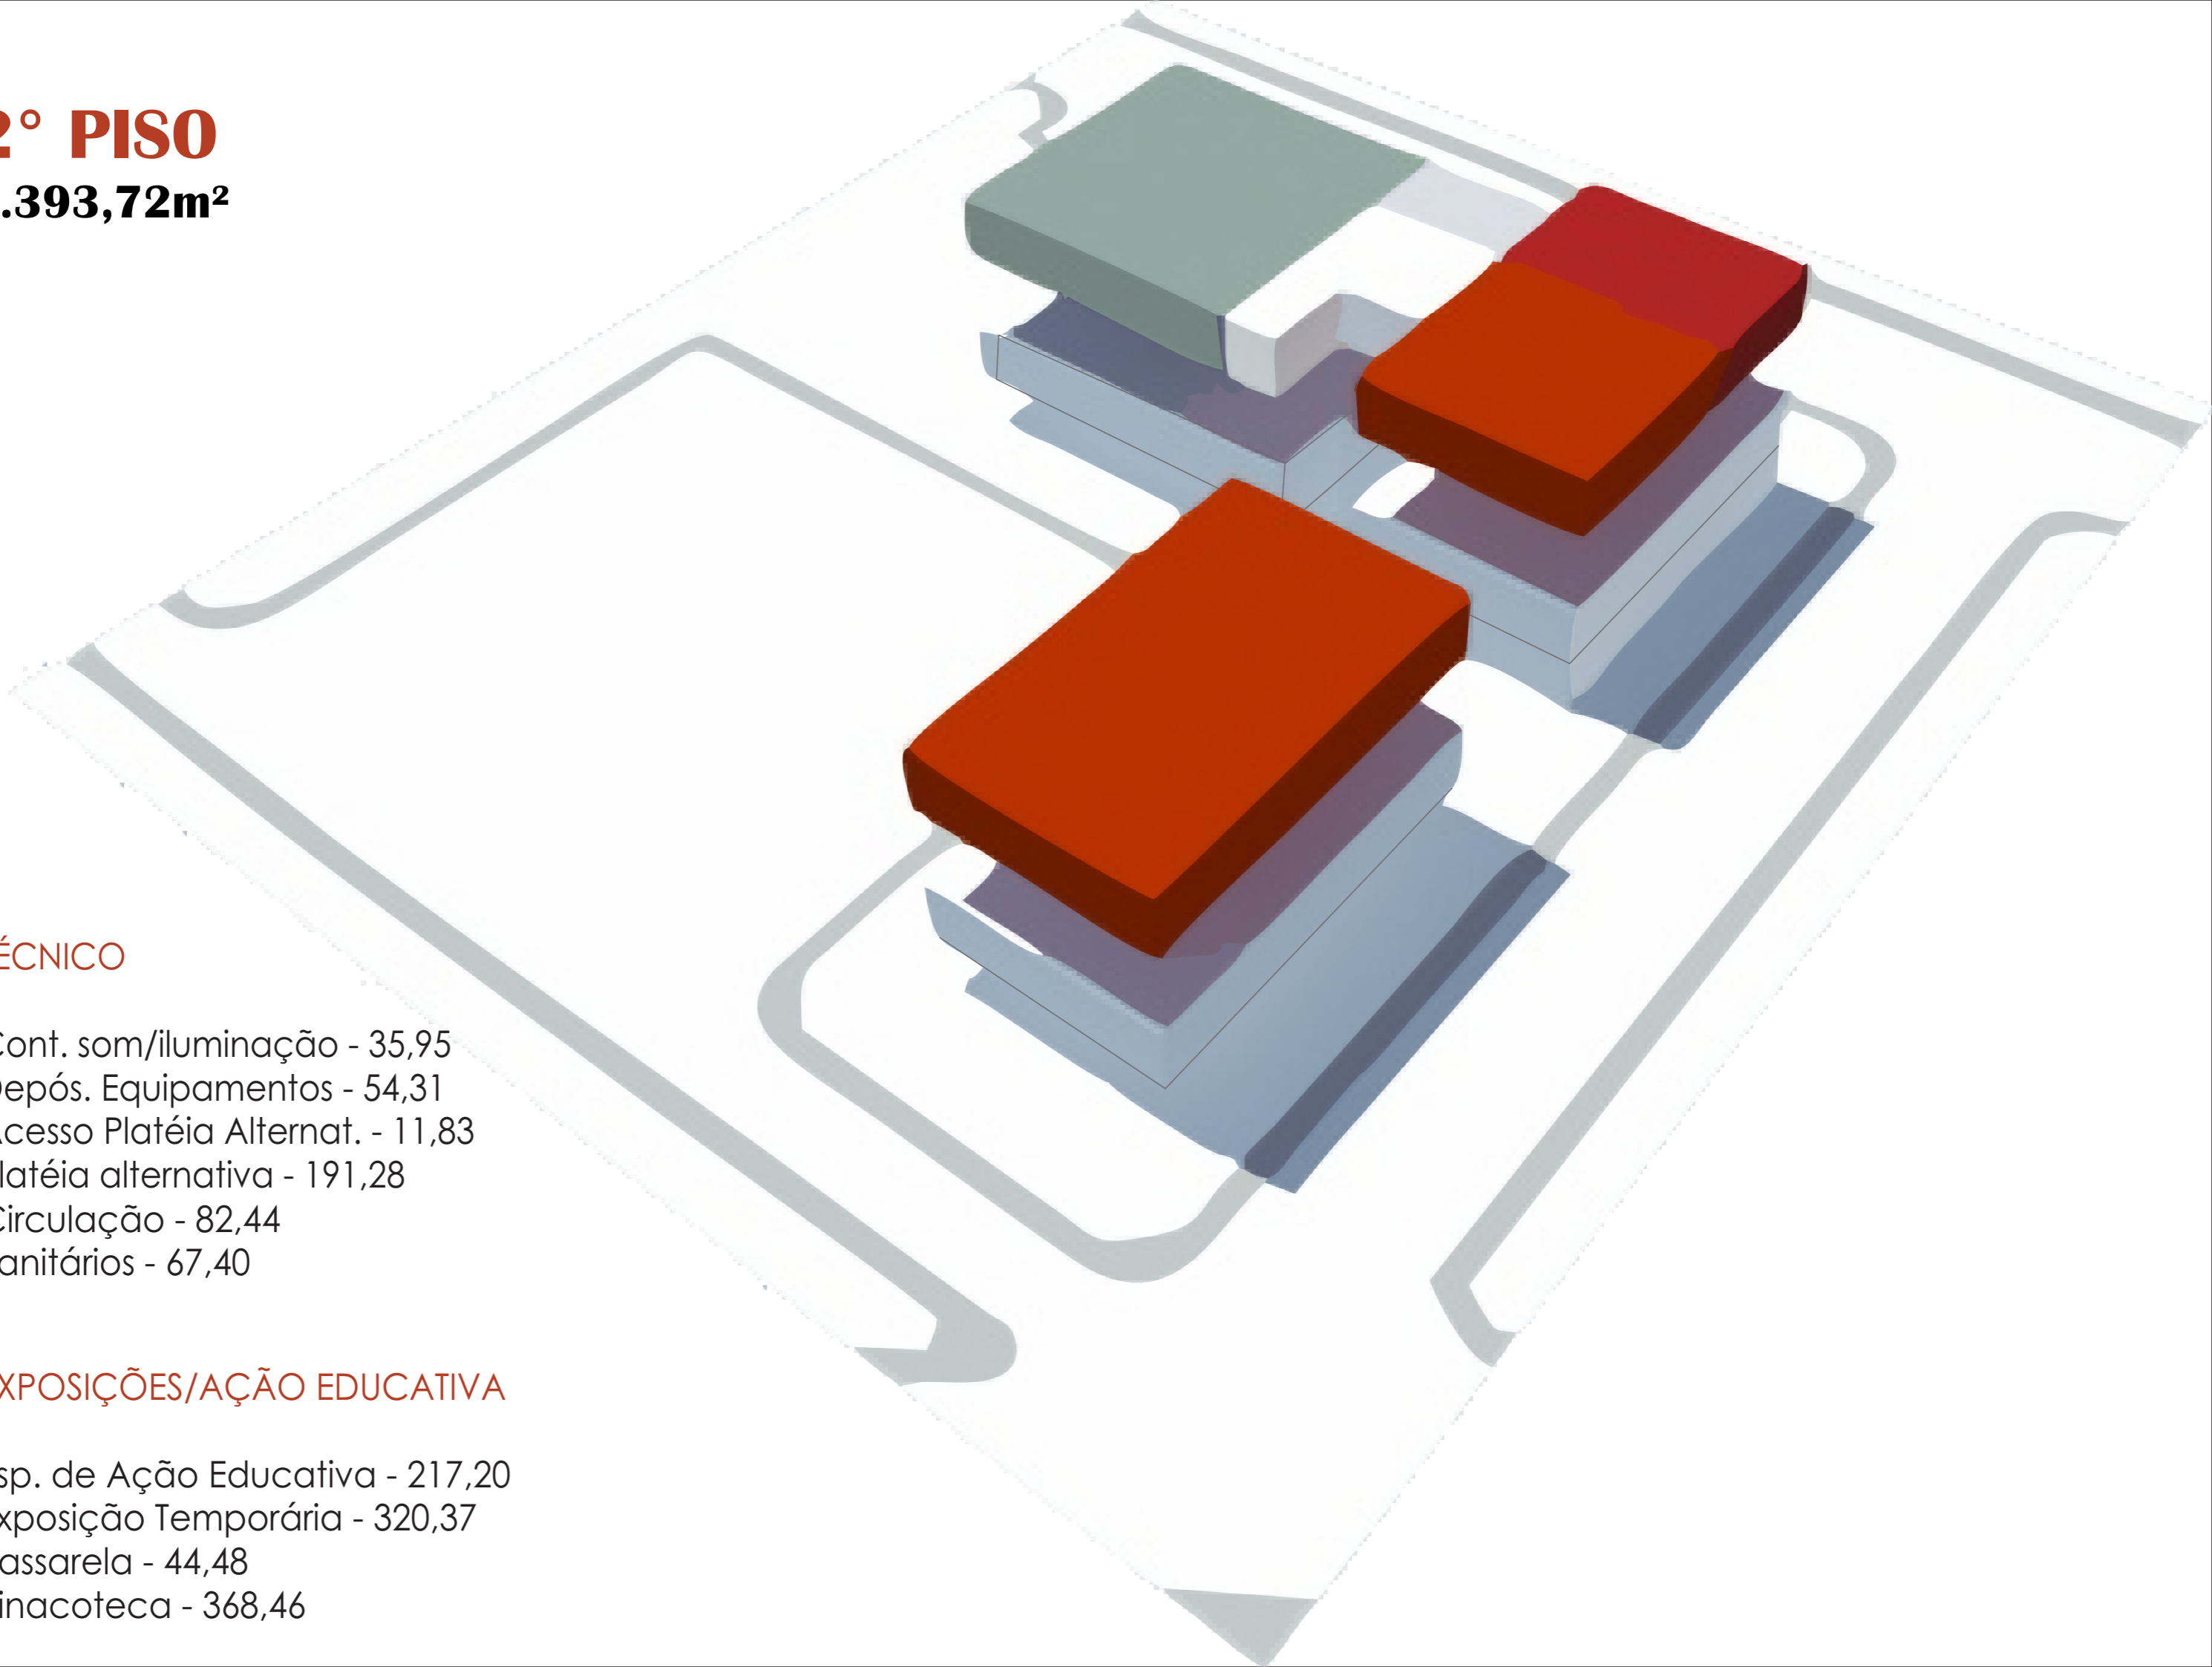 2° PISO
.393,72m²
ÉCNICO
Cont. som/iluminação - 35,95
Depós. Equipamentos - 54,31
Acesso Platéia Alternat. - 11,83
latéia alternativa - 191,28
Circulação - 82,44
anitários - 67,40
XPOSIÇÕES/AÇÃO EDUCATIVA
sp. de Ação Educativa - 217,20
xposição Temporária - 320,37
assarela - 44,48
inacoteca - 368,46